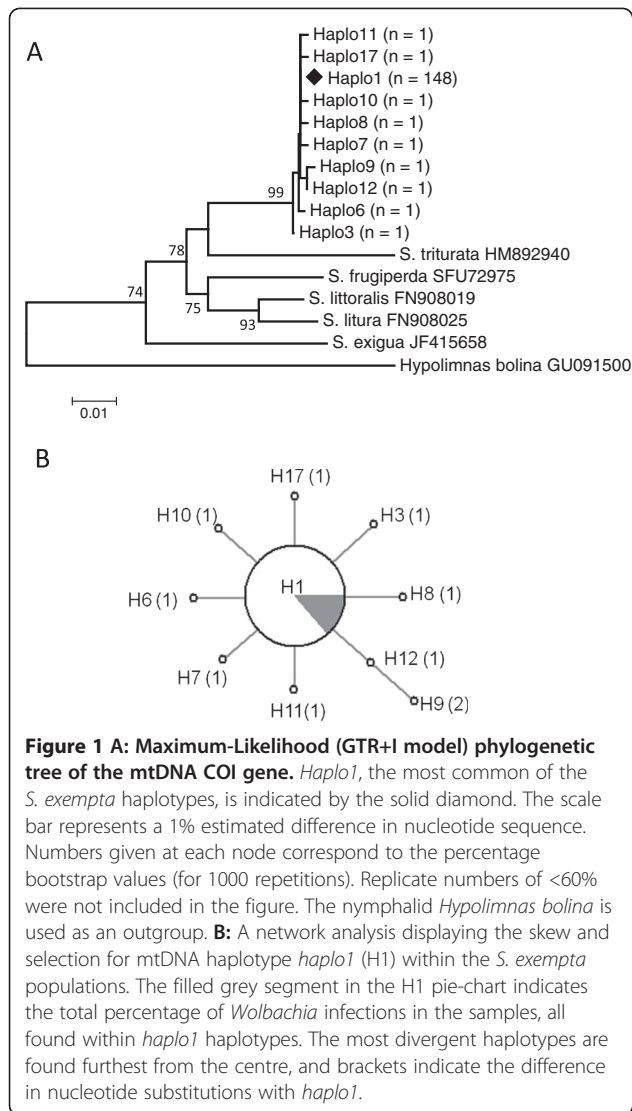 A
Haplo11 (n = 1)
Haplo17 (n = 1)
Haplo1 (n = 148)
Haplo10 (n = 1)
Haplo8 (n = 1)
Haplo7 (n = 1)
Haplo9 (n = 1)
Haplo12 (n = 1)
Haplo6 (n = 1)
Haplo3 (n = 1)
99
S. triturata HM892940
78
S. frugiperda SFU72975
74
75
S. littoralis FN908019
93
S. litura FN908025
S. exigua JF415658
Hypolimnas bolina GU091500
0.01
B
H17 (1)
H10 (1)
H3 (1)
H1
H6 (1)
H8 (1)
H12 (1)
H7 (1)
H9 (2)
H11(1)
Figure 1 A: Maximum-Likelihood (GTR+I model) phylogenetic
tree of the mtDNA COI gene. Haplo1, the most common of the
S. exempta haplotypes, is indicated by the solid diamond. The scale
bar represents a 1% estimated difference in nucleotide sequence.
Numbers given at each node correspond to the percentage
bootstrap values (for 1000 repetitions). Replicate numbers of <60%
were not included in the figure. The nymphalid Hypolimnas bolina is
used as an outgroup. B: A network analysis displaying the skew and
selection for mtDNA haplotype haplo1 (H1) within the S. exempta
populations. The filled grey segment in the H1 pie-chart indicates
the total percentage of Wolbachia infections in the samples, all
found within haplo1 haplotypes. The most divergent haplotypes are
found furthest from the centre, and brackets indicate the difference
in nucleotide substitutions with haplo1.